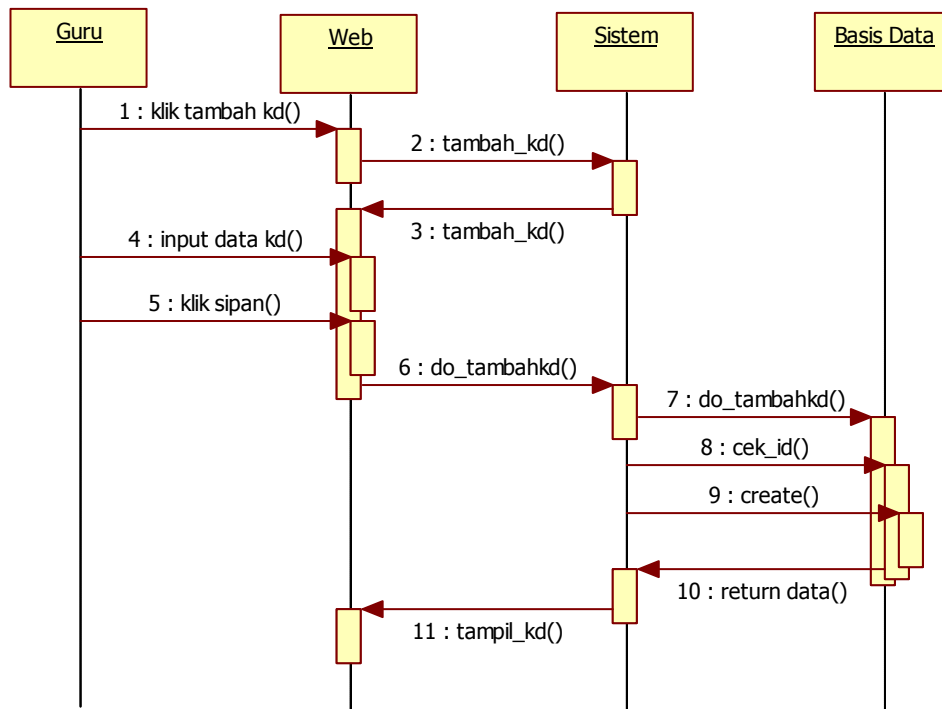 Guru
Web
Sistem
Basis Data
1 : klik tambah kd()
2 : tambah_kd()
3 : tambah_kd()
4 : input data kd()
5 : klik sipan()
6 : do_tambahkd()
7 : do_tambahkd()
8 : cek_id()
9 : create()
10 : return data()
11 : tampil_kd()